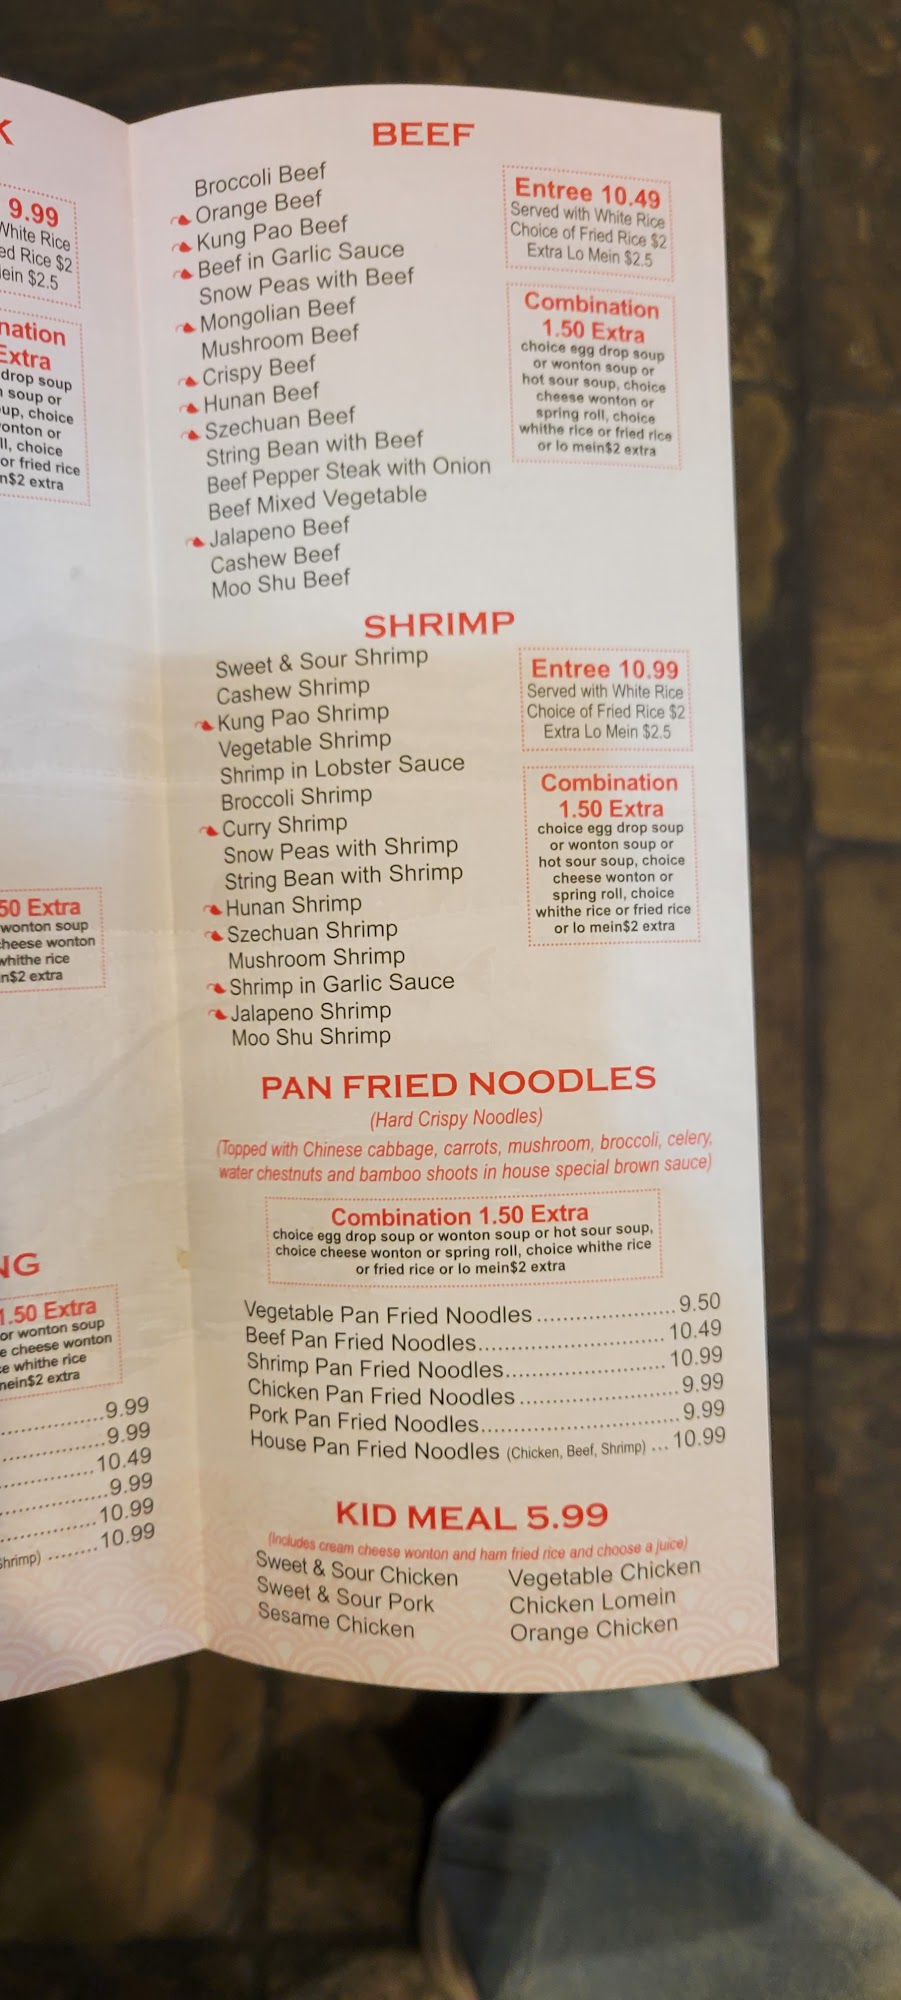 K
9.99
White Rice
ed Rice $2
ein $2.5
nation
Extra
drop soup
soup or
up, choice
onton or
ll, choice
or fried rice
n$2 extra
50 Extra
wonton soup
cheese wonton
whithe rice
n$2 extra
NG
1.50 Extra
or wonton soup
e cheese wonton
ce whithe rice
mein$2 extra
9.99
9.99
10.49
9.99
10.99
Shrimp) ........ 10.99
BEEF
Broccoli Beef
Orange Beef
Kung Pao Beef
Beef in Garlic Sauce
Snow Peas with Beef
Mongolian Beef
Mushroom Beef
Crispy Beef
Hunan Beef
Szechuan Beef
String Bean with Beef
Beef Pepper Steak with Onion
Beef Mixed Vegetable
Jalapeno Beef
Cashew Beef
Moo Shu Beef
Entree 10.49
Served with White Rice
Choice of Fried Rice $2
Extra Lo Mein $2.5
Combination
1.50 Extra
choice egg drop soup
or wonton soup or
hot sour soup, choice
cheese wonton or
spring roll, choice
whithe rice or fried rice
or lo mein$2 extra
SHRIMP
Sweet & Sour Shrimp
Cashew Shrimp
Kung Pao Shrimp
Vegetable Shrimp
Shrimp in Lobster Sauce
Broccoli Shrimp
Curry Shrimp
Snow Peas with Shrimp
String Bean with Shrimp
Hunan Shrimp
Szechuan Shrimp
Mushroom Shrimp
Shrimp in Garlic Sauce
Jalapeno Shrimp
Moo Shu Shrimp
Entree 10.99
Served with White Rice
Choice of Fried Rice $2
Extra Lo Mein $2.5
Combination
1.50 Extra
choice egg drop soup
or wonton soup or
hot sour soup, choice
cheese wonton or
spring roll, choice
whithe rice or fried rice
or lo mein$2 extra
PAN FRIED NOODLES
(Hard Crispy Noodles)
(Topped with Chinese cabbage, carrots, mushroom, broccoli, celery,
water chestnuts and bamboo shoots in house special brown sauce)
Combination 1.50 Extra
choice egg drop soup or wonton soup or hot sour soup,
choice cheese wonton or spring roll, choice whithe rice
or fried rice or lo mein$2 extra
Vegetable Pan Fried Noodles ........................ 9.50
Beef Pan Fried Noodles................................ 10.49
Shrimp Pan Fried Noodles............................ 10.99
Chicken Pan Fried Noodles ........................... 9.99
Pork Pan Fried Noodles.................................. 9.99
House Pan Fried Noodles (Chicken, Beef, Shrimp) ... 10.99
KID MEAL 5.99
(Includes cream cheese wonton and ham fried rice and choose a juice)
Sweet & Sour Chicken
Sweet & Sour Pork
Sesame Chicken
Vegetable Chicken
Chicken Lomein
Orange Chicken